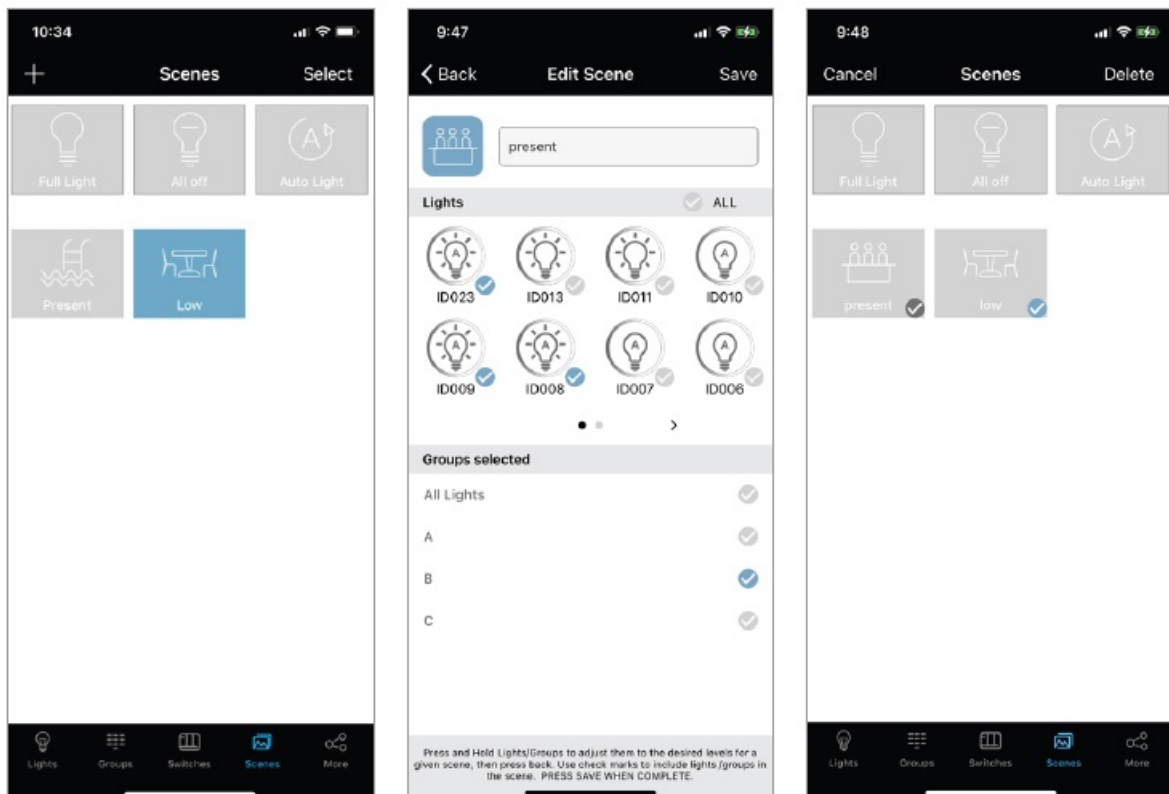 10:34
Scenes
Select
Full Light
All off
Auto Light
Present
Low
Lights
Groups
Switches
Scenes
More
9:47
Back
Edit Scene
Save
present
Lights
ALL
ID023
ID013
ID011
ID010
ID009
ID008
ID007
ID006
Groups selected
All Lights
A
B
C
Press and Hold Lights/Groups to adjust them to the desired levels for a
given scene, then press back. Use check marks to include lights /groups in
the scene. PRESS SAVE WHEN COMPLETE.
9:48
Cancel
Scenes
Delete
Full Light
All off
Auto Light
present
low
Lights
Groups
Switches
Scenes
More